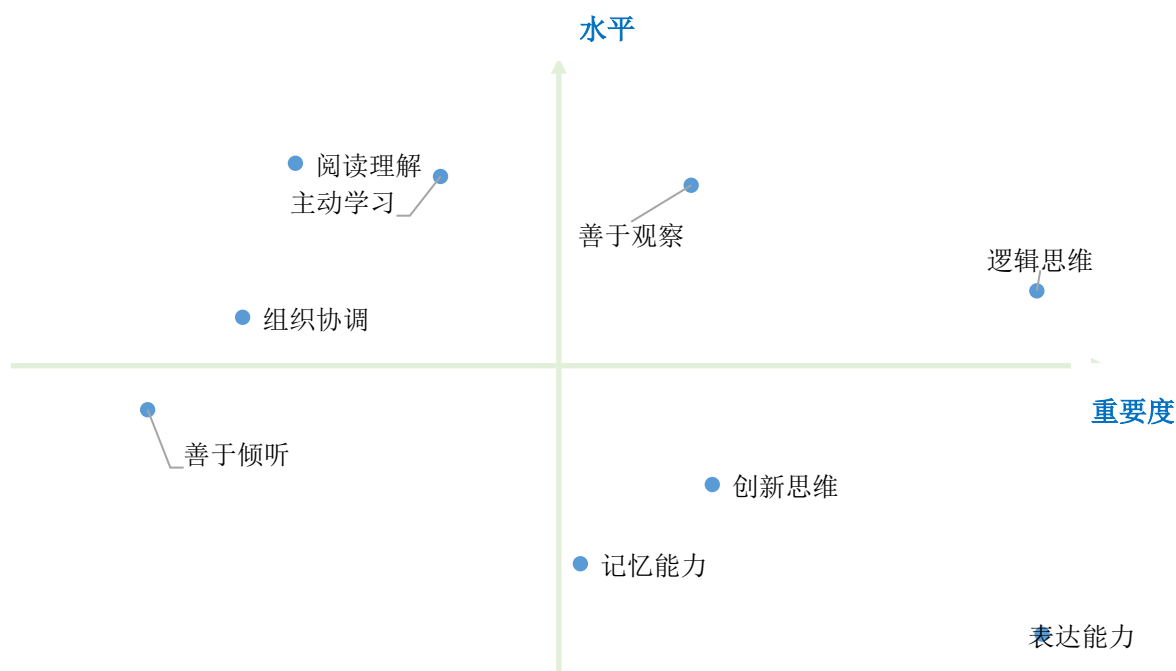 水平
阅读理解
主动学习
善于观察
逻辑思维
组织协调
重要度
善于倾听
创新思维
记忆能力
表达能力